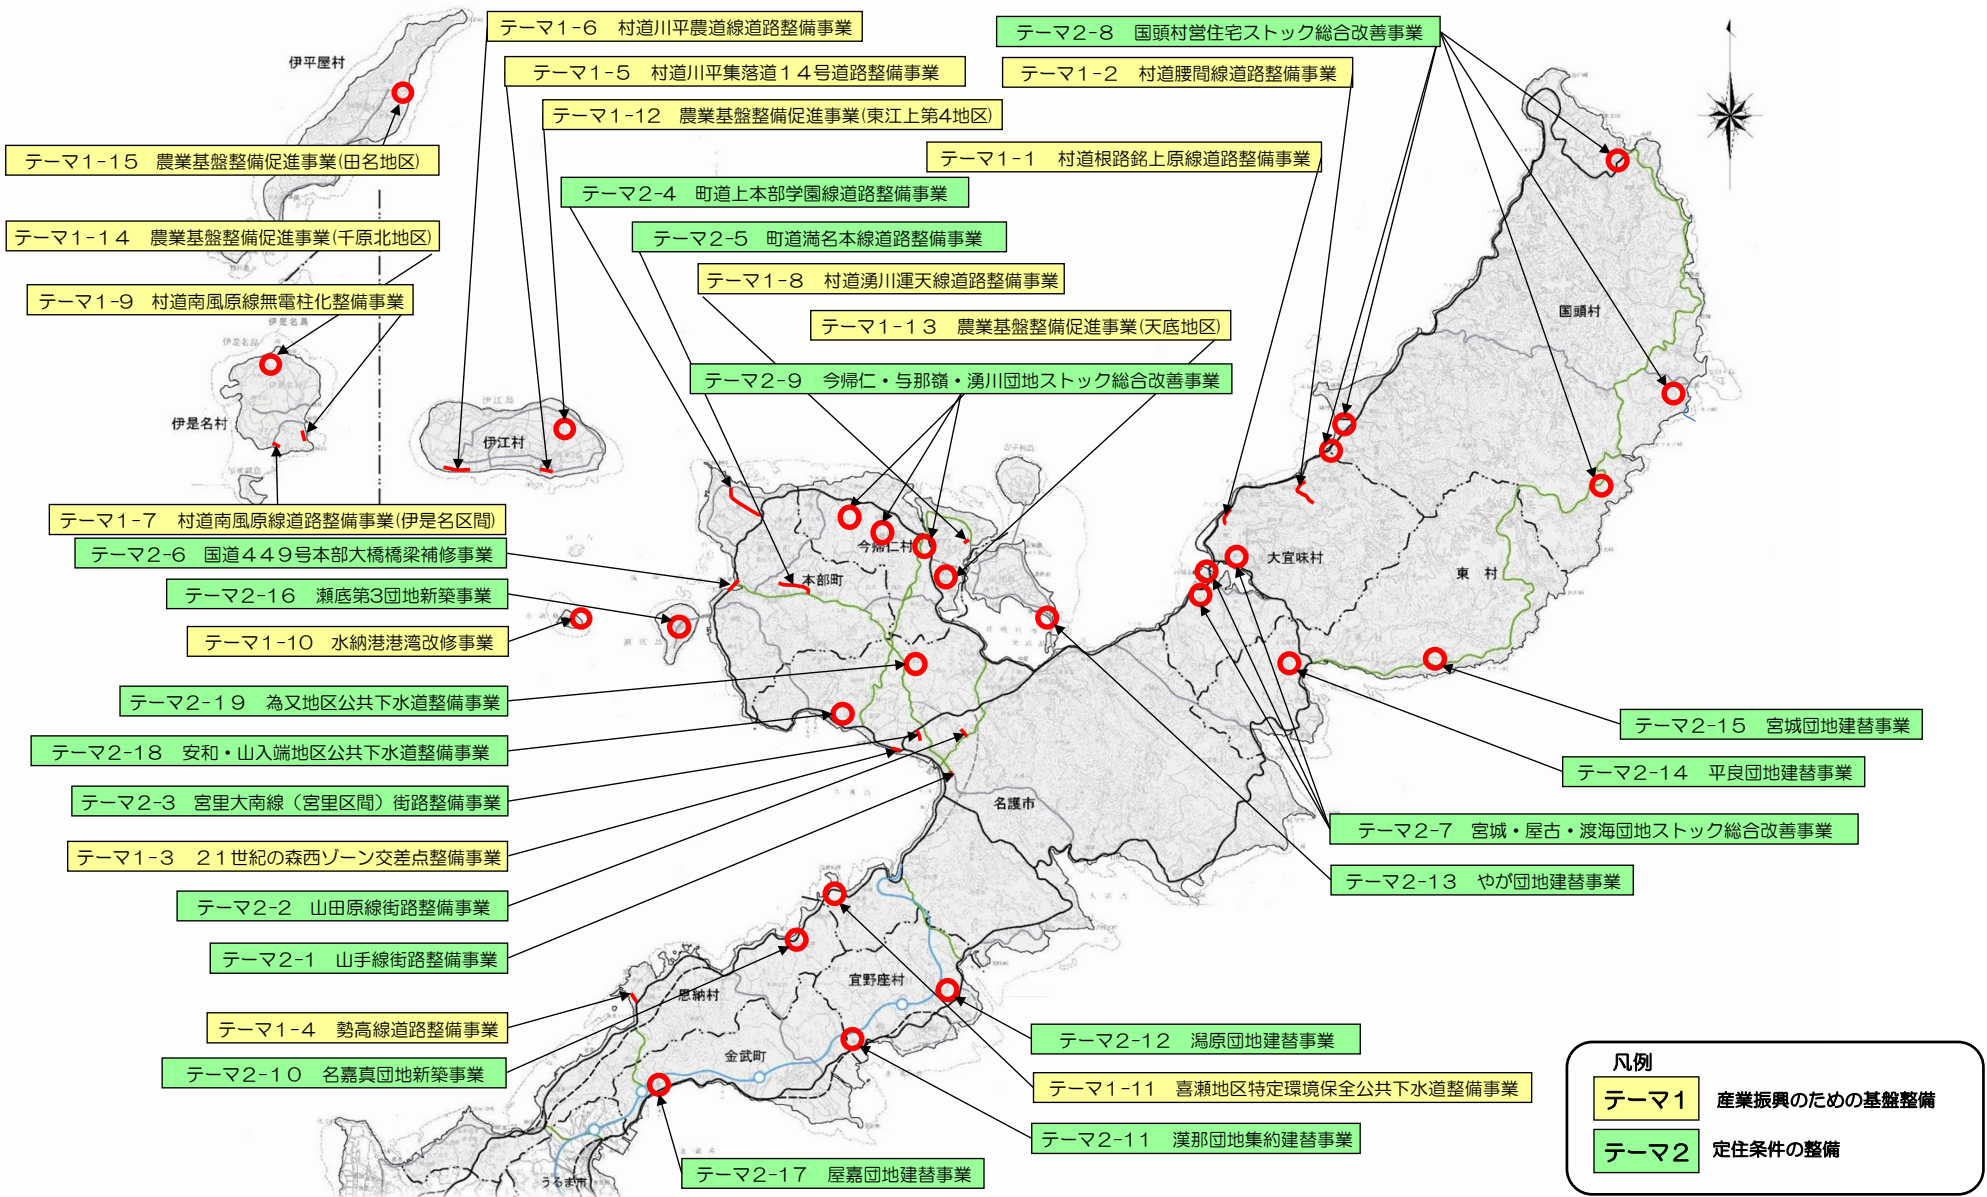 テーマ1-6　村道川平農道線道路整備事業
テーマ2-8　国頭村営住宅ストック総合改善事業
伊平屋村
テーマ1-5　村道川平集落道14号道路整備事業
テーマ1-2　村道腰間線道路整備事業
テーマ1-12　農業基盤整備促進事業(東江上第4地区)
テーマ1-15　農業基盤整備促進事業(田名地区)
テーマ1-1　村道根路銘上原線道路整備事業
テーマ2-4　町道上本部学園線道路整備事業
テーマ1-14　農業基盤整備促進事業(千原北地区)
テーマ2-5　町道満名本線道路整備事業
テーマ1-8　村道湧川運天線道路整備事業
テーマ1-9　村道南風原線無電柱化整備事業
国頭村
テーマ1-13　農業基盤整備促進事業(天底地区)
テーマ2-9　今帰仁・与那嶺・湧川団地ストック総合改善事業
伊是名村
伊江村
テーマ1-7　村道南風原線道路整備事業(伊是名区間)
今帰仁村
テーマ2-6　国道449号本部大橋橋梁補修事業
大宜味村
東　村
本部町
テーマ2-16　瀬底第3団地新築事業
テーマ1-10　水納港港湾改修事業
テーマ2-19　為又地区公共下水道整備事業
テーマ2-15　宮城団地建替事業
テーマ2-18　安和・山入端地区公共下水道整備事業
テーマ2-14　平良団地建替事業
テーマ2-3　宮里大南線（宮里区間）街路整備事業
名護市
テーマ2-7　宮城・屋古・渡海団地ストック総合改善事業
テーマ1-3　21世紀の森西ゾーン交差点整備事業
テーマ2-13　やが団地建替事業
テーマ2-2　山田原線街路整備事業
テーマ2-1　山手線街路整備事業
宜野座村
恩納村
テーマ1-4　勢高線道路整備事業
テーマ2-12　潟原団地建替事業
金武町
テーマ2-10　名嘉真団地新築事業
テーマ1-11　喜瀬地区特定環境保全公共下水道整備事業
テーマ2-11　漢那団地集約建替事業
テーマ2-17　屋嘉団地建替事業
うるま市
凡例
テーマ1　産業振興のための基盤整備
テーマ2　定住条件の整備